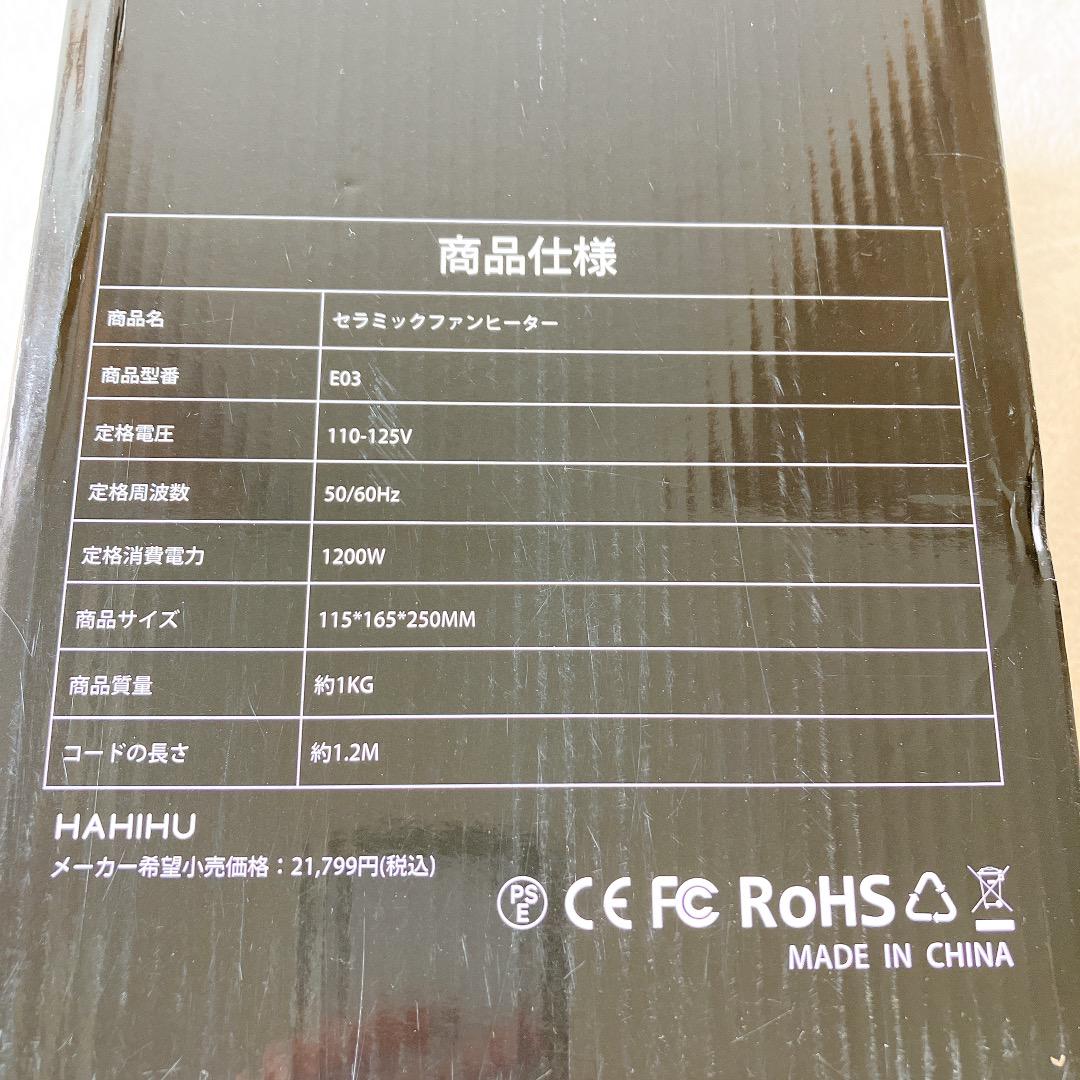 商品仕様
商品名 セラミックファンヒーター
商品型番 E03
定格電圧 110-125V
定格周波数 50/60Hz
定格消費電力 1200W
商品サイズ 115*165*250MM
商品質量 約1KG
コードの長さ 約1.2M
HAHIHU
メーカー希望小売価格：21,799円(税込)
PSE CE FC RoHS
MADE IN CHINA